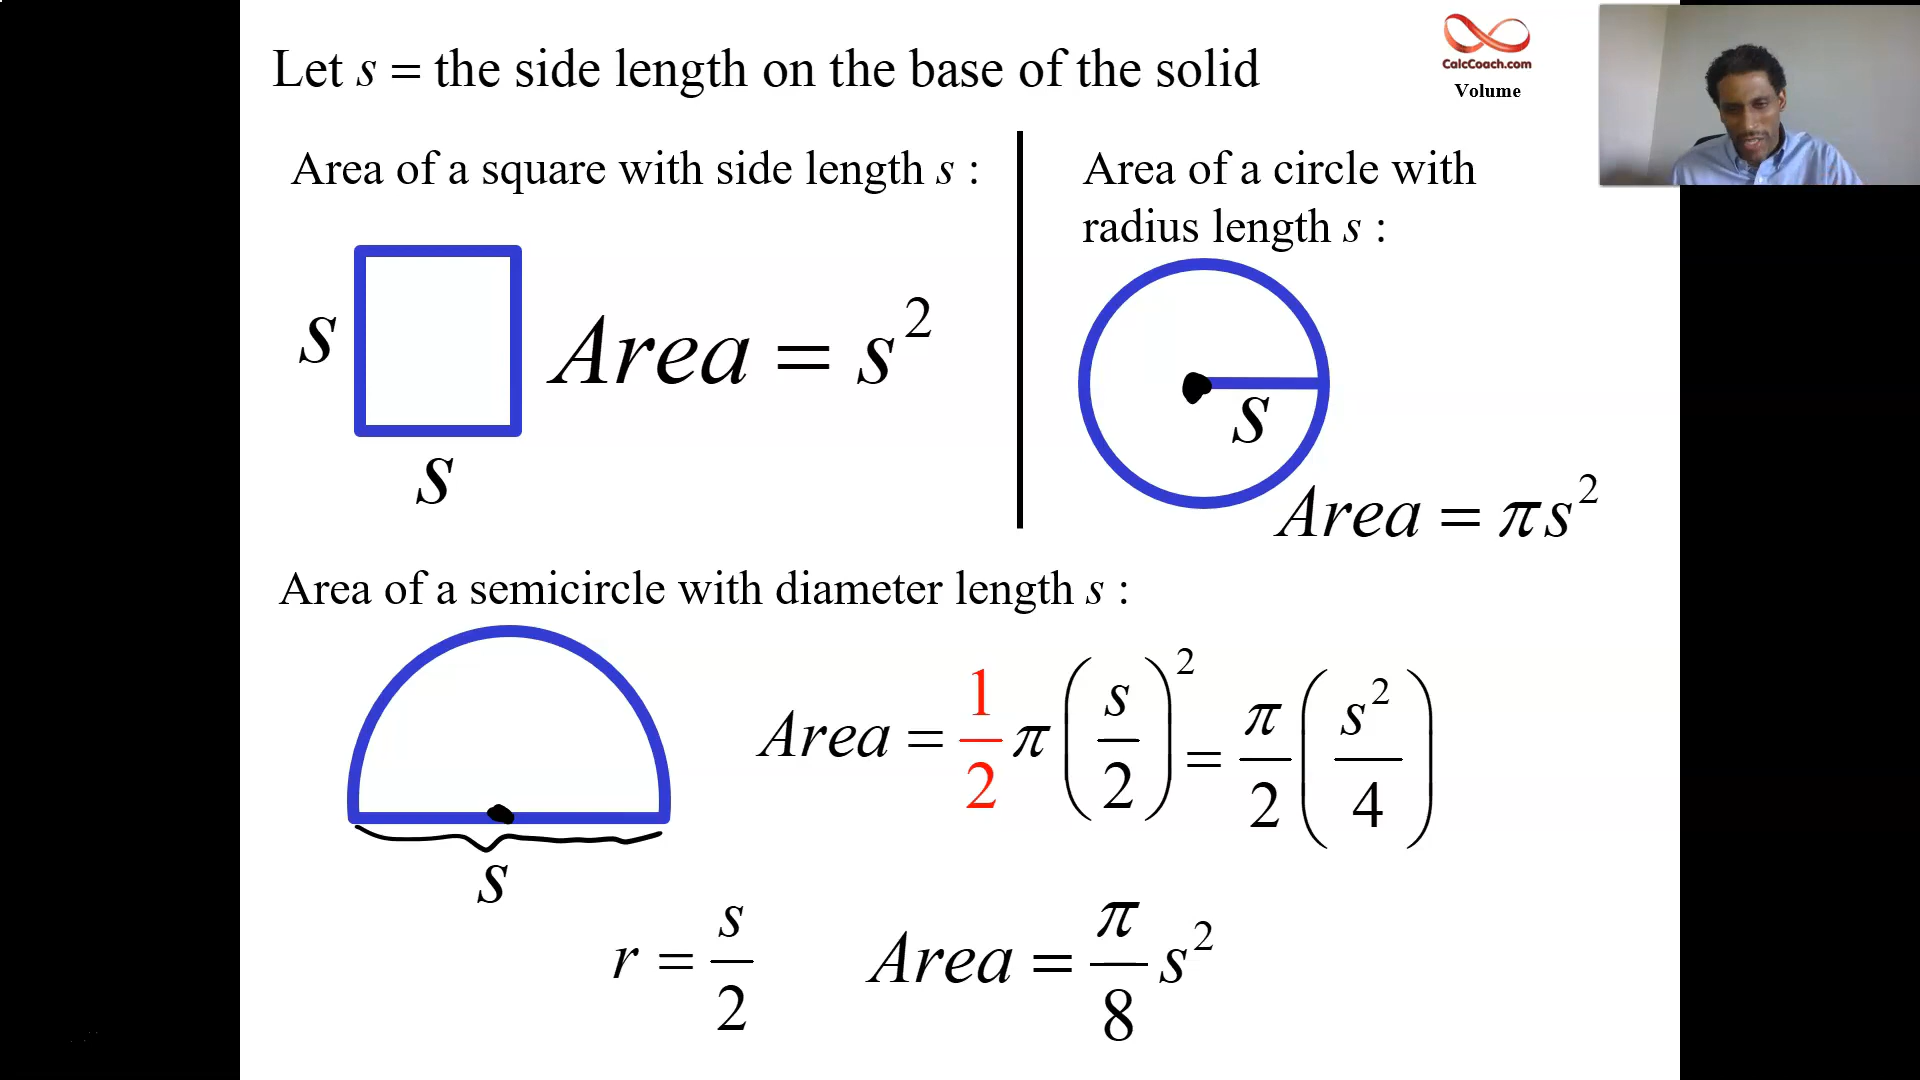 Let s = the side length on the base of the solid
CalcCoach.com
Volume
Area of a square with side length s :
s
Area = s²
s
Area of a circle with
radius length s :
s
Area = πs²
Area of a semicircle with diameter length s :
Area = 1/2 π (s/2)² = π/2 (s²/4)
s
r = s/2
Area = π/8 s²